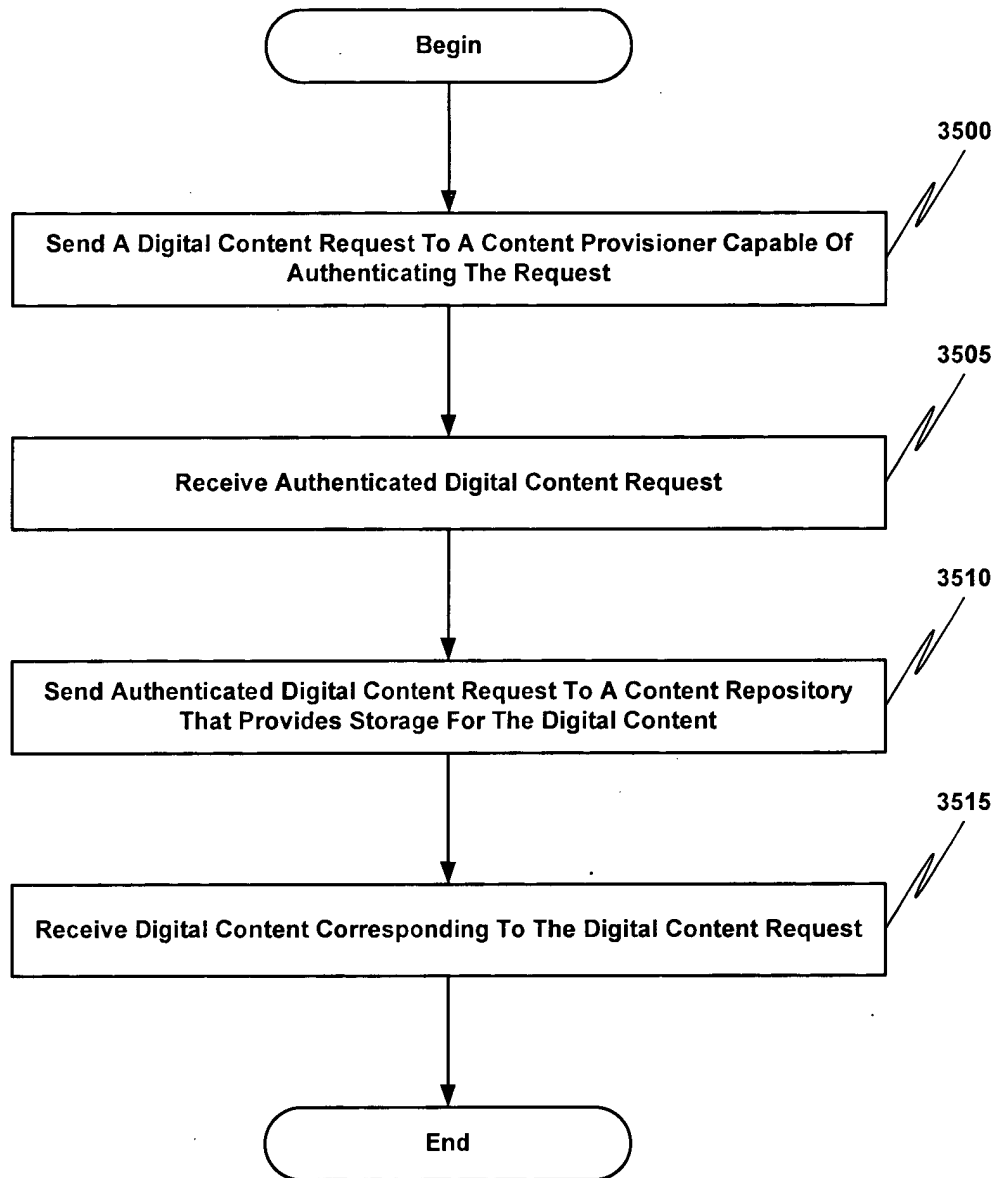 Begin
3500
Send A Digital Content Request To A Content Provisioner Capable Of
Authenticating The Request
3505
Receive Authenticated Digital Content Request
3510
Send Authenticated Digital Content Request To A Content Repository
That Provides Storage For The Digital Content
3515
Receive Digital Content Corresponding To The Digital Content Request
End